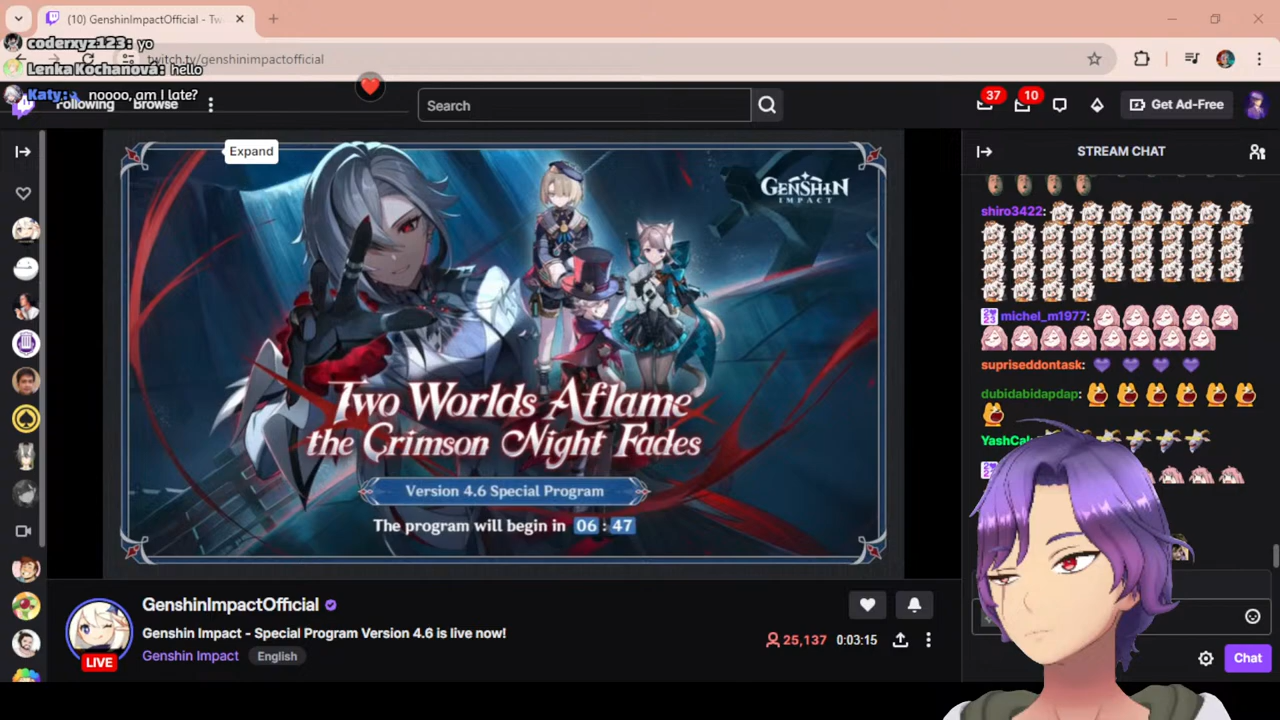 (10) GenshinImpactOfficial - Tw
coderxyz123: yo
twitch.tv/genshinimpactofficial
Lenka Kochanová: hello
Katy: noooo, am I late?
Following
Browse
Search
37
10
Get Ad-Free
Expand
STREAM CHAT
GENSHIN
IMPACT
shiro3422:
michel_m1977:
supriseddontask:
dubidabidapdap:
Two Worlds Aflame
the Crimson Night Fades
Version 4.6 Special Program
The program will begin in 06 : 47
GenshinImpactOfficial
Genshin Impact - Special Program Version 4.6 is live now!
25,137
0:03:15
Genshin Impact
English
LIVE
Chat